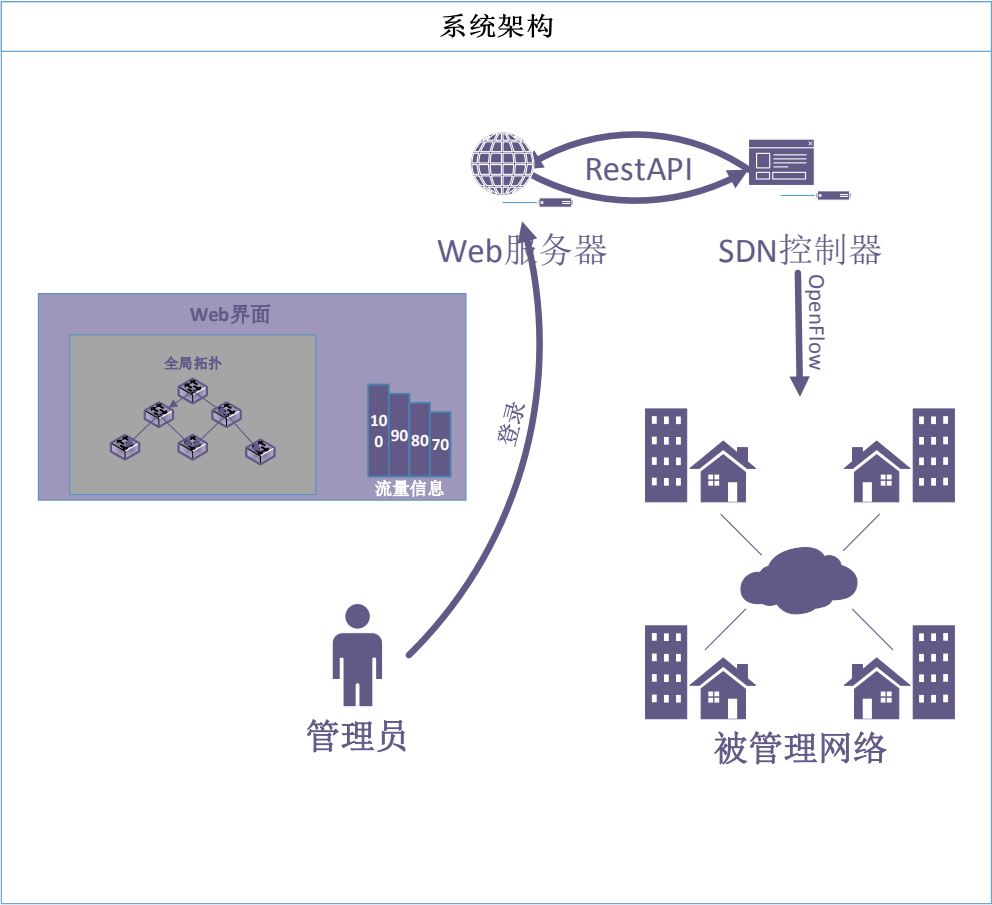 系统架构
RestAPI
Web服务器
SDN控制器
OpenFlow
Web界面
全局拓扑
10
0
90
80
70
流量信息
登录
管理员
被管理网络